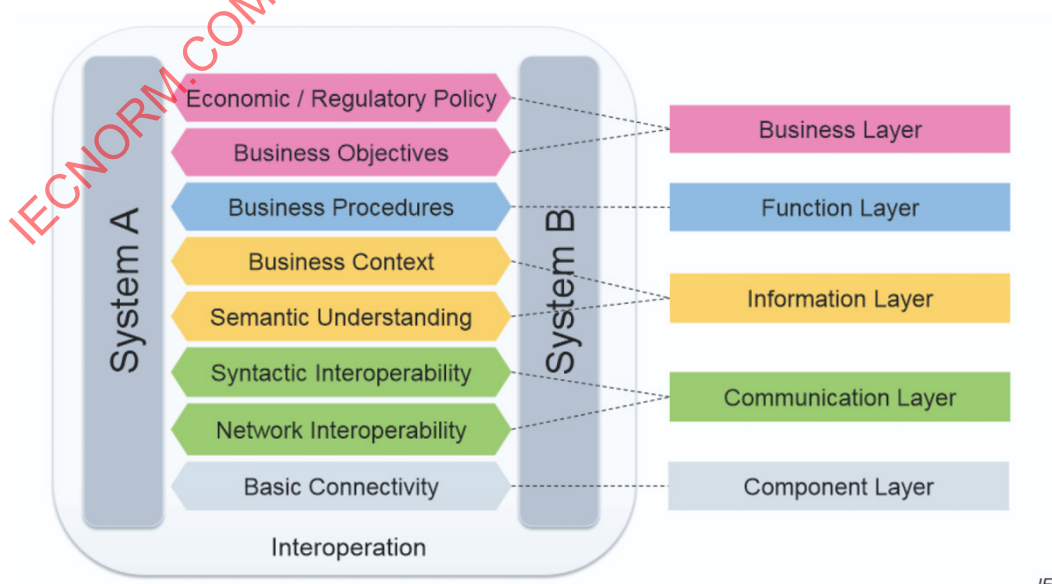 IECNORM.COM
System A
Economic / Regulatory Policy
Business Objectives
Business Procedures
Business Context
Semantic Understanding
Syntactic Interoperability
Network Interoperability
Basic Connectivity
System B
Interoperation
Business Layer
Function Layer
Information Layer
Communication Layer
Component Layer